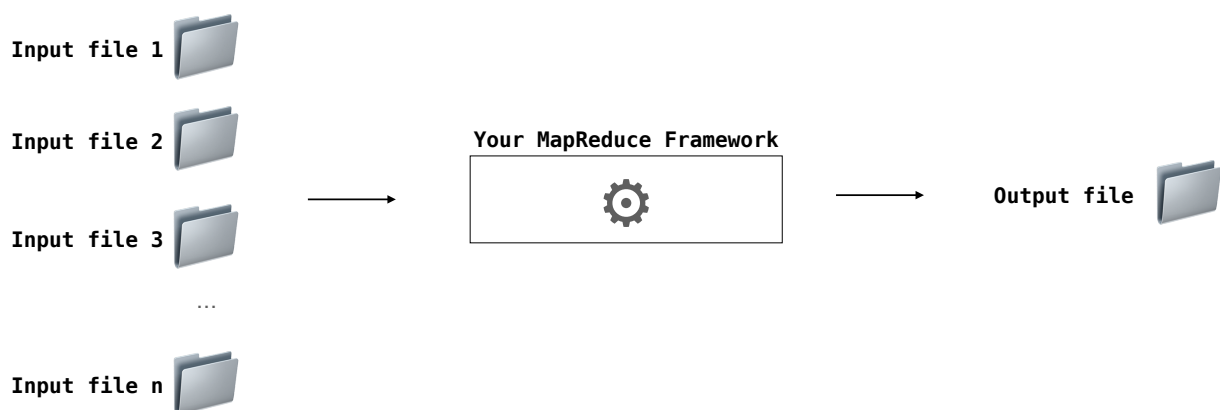 Input file 1
Input file 2
Your MapReduce Framework
Output file
Input file 3
...
Input file n